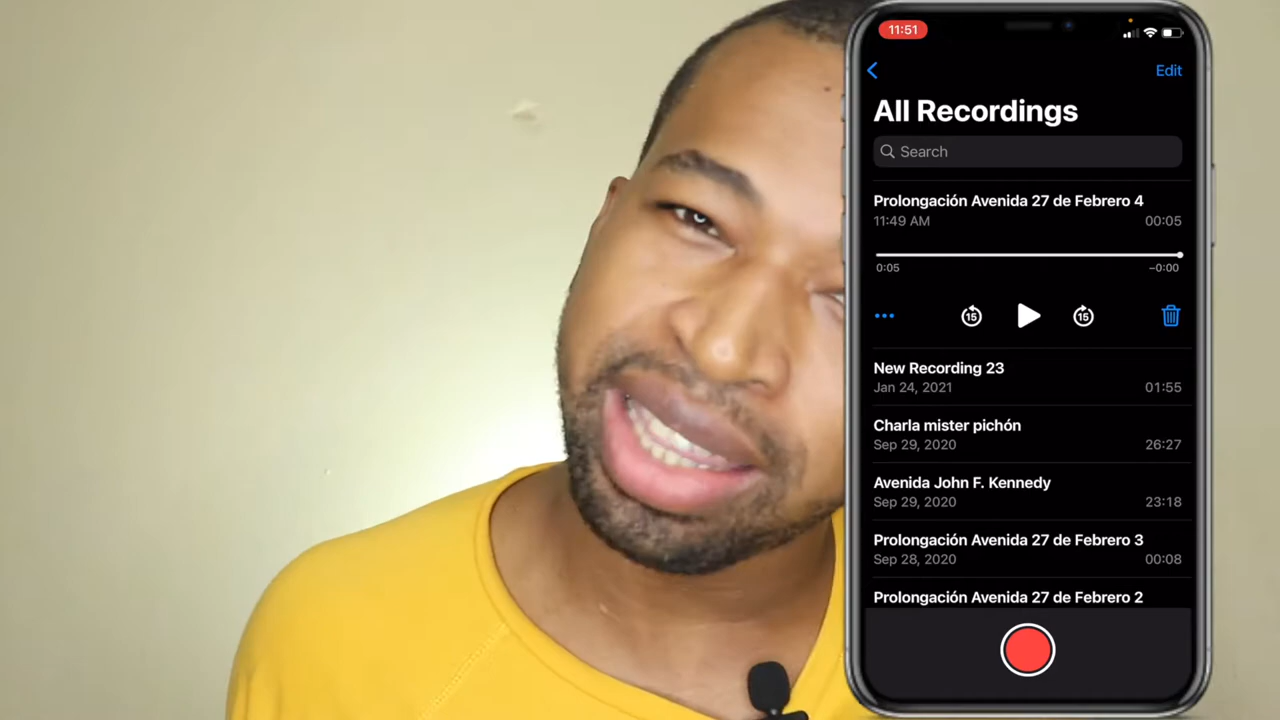 11:51
Edit
All Recordings
Search
Prolongación Avenida 27 de Febrero 4
11:49 AM 00:05
0:05 −0:00
15 15
New Recording 23
Jan 24, 2021 01:55
Charla mister pichón
Sep 29, 2020 26:27
Avenida John F. Kennedy
Sep 29, 2020 23:18
Prolongación Avenida 27 de Febrero 3
Sep 28, 2020 00:08
Prolongación Avenida 27 de Febrero 2